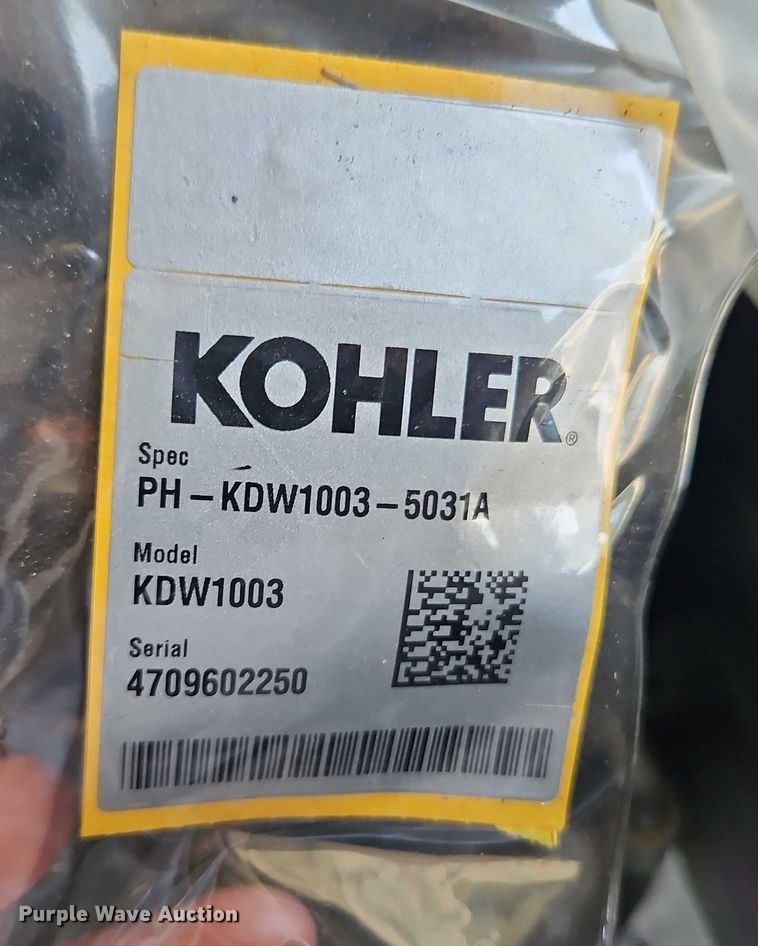 KOHLER®
Spec
PH-KDW1003-5031A
Model
KDW1003
Serial
4709602250
Purple Wave Auction